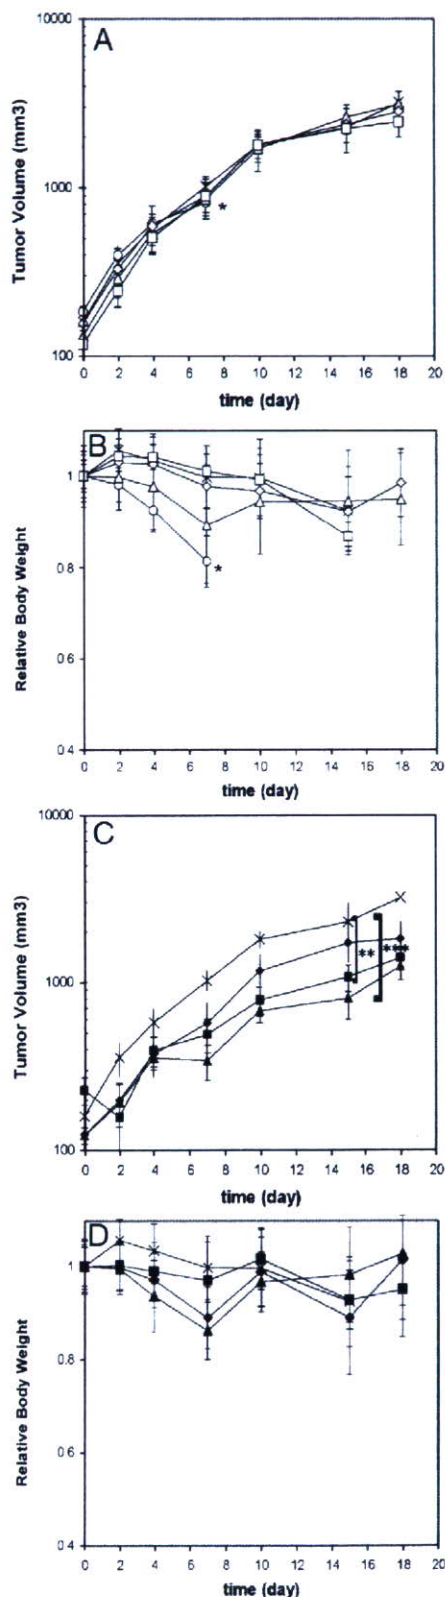 A
10000
1000
100
Tumor Volume (mm3)
*
*
0 2 4 6 8 10 12 14 16 18 20
time (day)
B
1
0.8
0.6
0.4
Relative Body Weight
*
0 2 4 6 8 10 12 14 16 18 20
time (day)
C
10000
1000
100
Tumor Volume (mm3)
** ***
0 2 4 6 8 10 12 14 16 18 20
time (day)
D
1
0.8
0.6
0.4
Relative Body Weight
0 2 4 6 8 10 12 14 16 18 20
time (day)